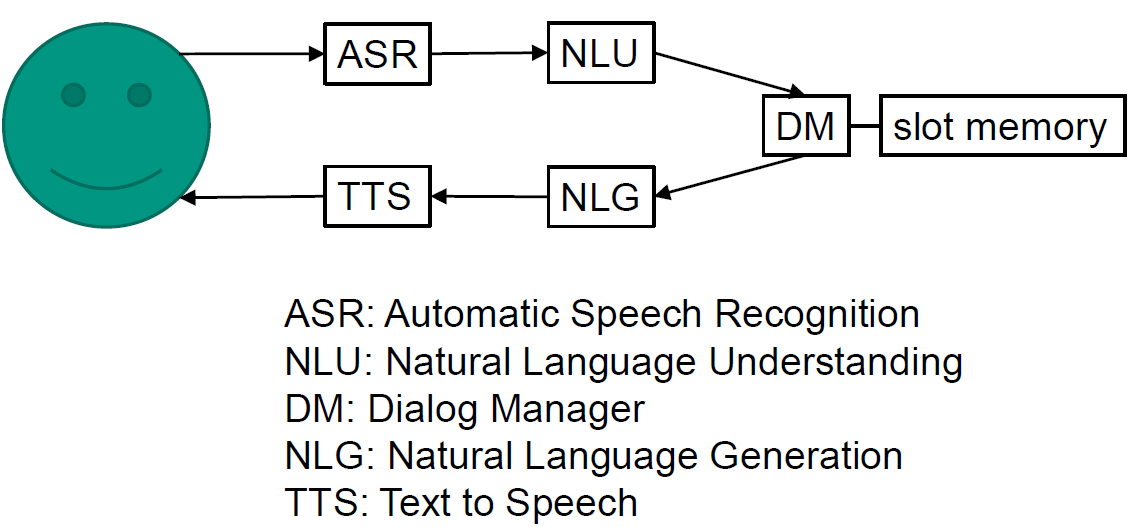 ASR
NLU
DM
slot memory
TTS
NLG
ASR: Automatic Speech Recognition
NLU: Natural Language Understanding
DM: Dialog Manager
NLG: Natural Language Generation
TTS: Text to Speech